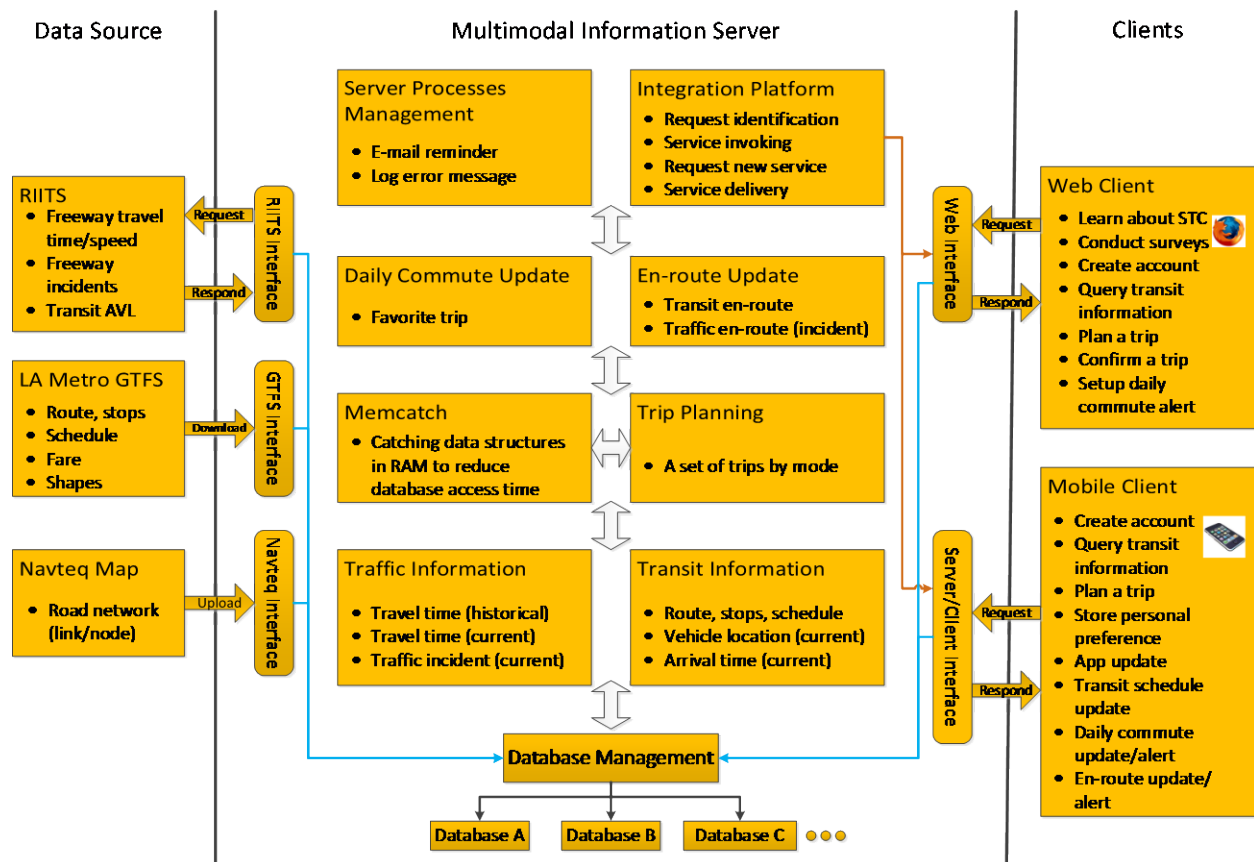 Data Source
Multimodal Information Server
Clients
Server Processes
Management
• E-mail reminder
• Log error message
Integration Platform
• Request identification
• Service invoking
• Request new service
• Service delivery
RIITS
• Freeway travel
time/speed
• Freeway
incidents
• Transit AVL
Request
Respond
RIITS Interface
Daily Commute Update
• Favorite trip
En-route Update
• Transit en-route
• Traffic en-route (incident)
Web Interface
Request
Respond
Web Client
• Learn about STC
• Conduct surveys
• Create account
• Query transit
information
• Plan a trip
• Confirm a trip
• Setup daily
commute alert
LA Metro GTFS
• Route, stops
• Schedule
• Fare
• Shapes
Download
GTFS Interface
Memcatch
• Catching data structures
in RAM to reduce
database access time
Trip Planning
• A set of trips by mode
Navteq Map
• Road network
(link/node)
Upload
Navteq Interface
Traffic Information
• Travel time (historical)
• Travel time (current)
• Traffic incident (current)
Transit Information
• Route, stops, schedule
• Vehicle location (current)
• Arrival time (current)
Server/Client Interface
Request
Respond
Mobile Client
• Create account
• Query transit
information
• Plan a trip
• Store personal
preference
• App update
• Transit schedule
update
• Daily commute
update/alert
• En-route update/
alert
Database Management
Database A
Database B
Database C